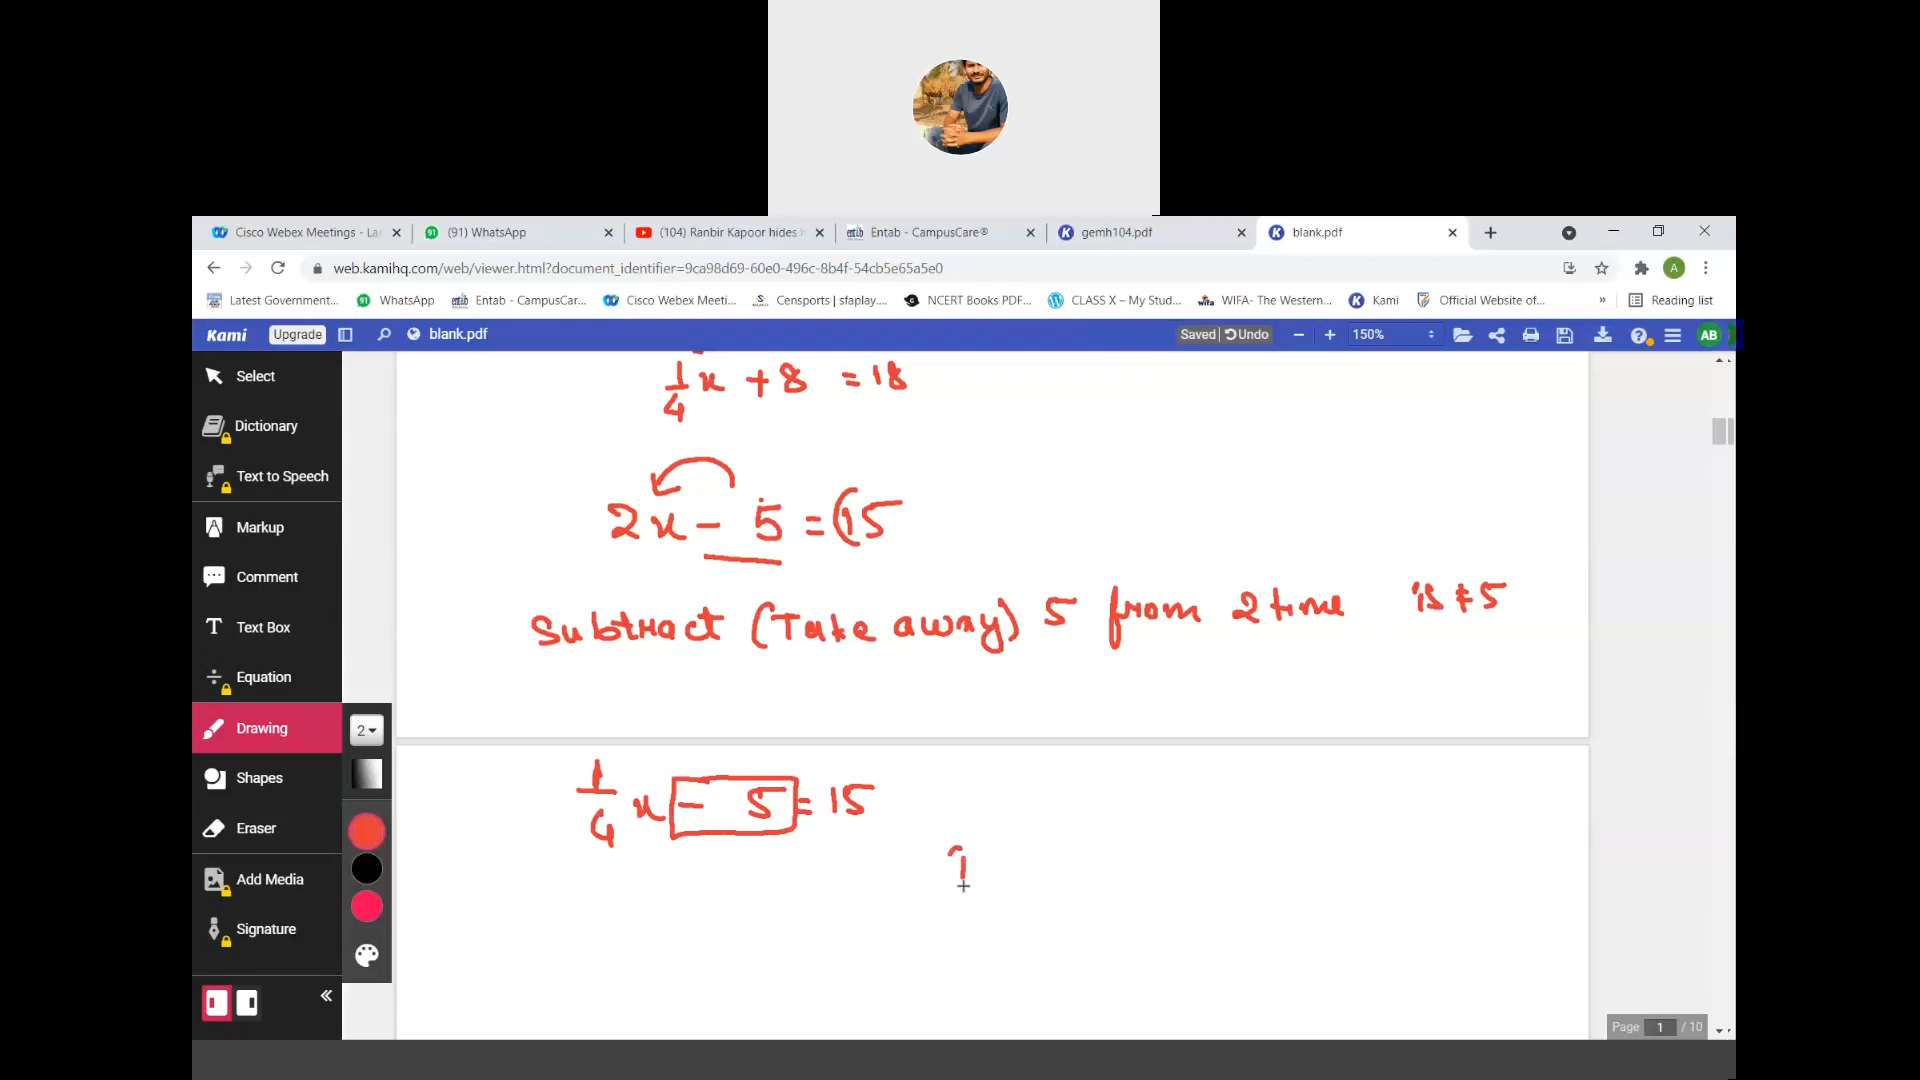 Cisco Webex Meetings - La
(91) WhatsApp
(104) Ranbir Kapoor hides
Entab - CampusCare®
gemh104.pdf
blank.pdf
web.kamihq.com/web/viewer.html?document_identifier=9ca98d69-60e0-496c-8b4f-54cb5e65a5e0
A
Latest Government...
WhatsApp
Entab - CampusCar...
Cisco Webex Meeti...
Censports | sfaplay....
NCERT Books PDF...
CLASS X – My Stud...
WIFA- The Western...
Kami
Official Website of...
»
Reading list
Kami
Upgrade
blank.pdf
Saved
Undo
150%
AB
Select
Dictionary
Text to Speech
Markup
Comment
Text Box
Equation
Drawing
Shapes
Eraser
Add Media
Signature
2
1/4 x + 8 = 18
2x - 5 = (15
Subtract (Take away) 5 from 2 time is
1/4 x - 5 = 15
Page 1 / 10